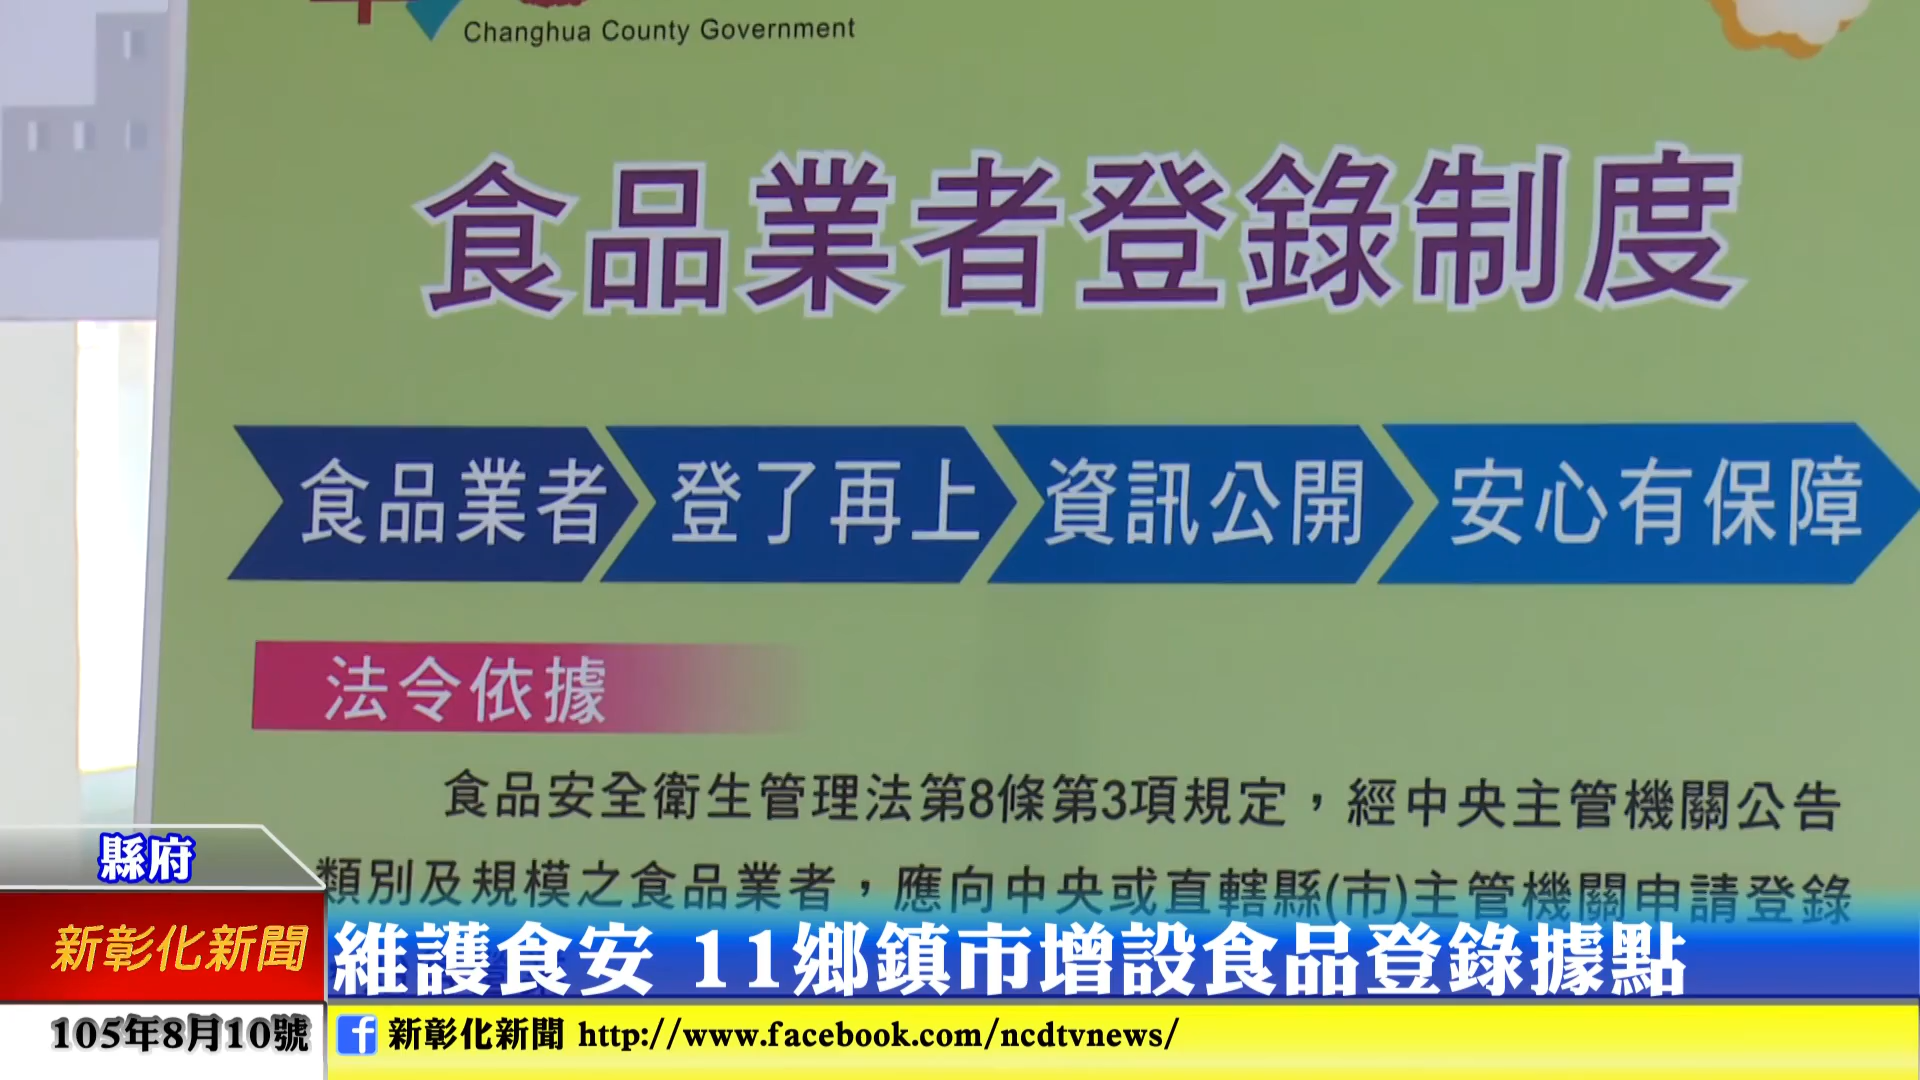 Changhua County Government
食品業者登錄制度
食品業者 登了再上 資訊公開 安心有保障
法令依據
食品安全衛生管理法第8條第3項規定，經中央主管機關公告
類別及規模之食品業者，應向中央或直轄縣(市)主管機關申請登錄
縣府
新彰化新聞
維護食安 11鄉鎮市增設食品登錄據點
105年8月10號
新彰化新聞 http://www.facebook.com/ncdtvnews/